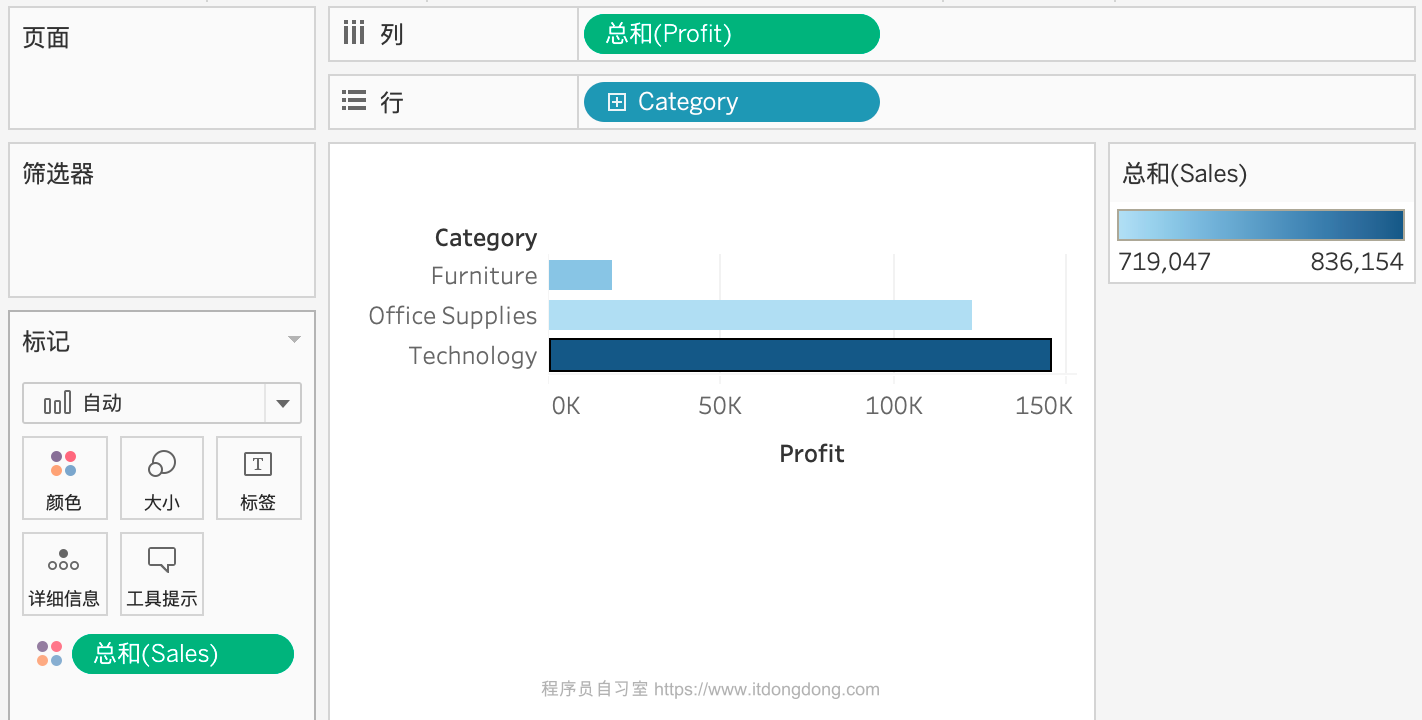 页面
列
总和(Profit)
行
Category
筛选器
标记
自动
颜色
大小
标签
详细信息
工具提示
总和(Sales)
Category
Furniture
Office Supplies
Technology
0K
50K
100K
150K
Profit
程序员自习室 https://www.itdongdong.com
总和(Sales)
719,047
836,154